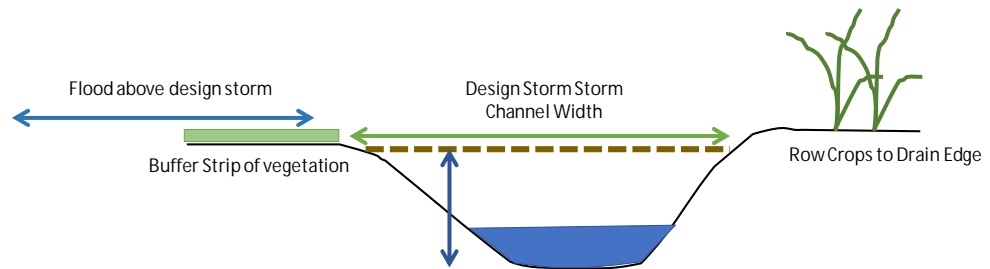 Flood above design storm
Design Storm Storm
Channel Width
Buffer Strip of vegetation
Row Crops to Drain Edge